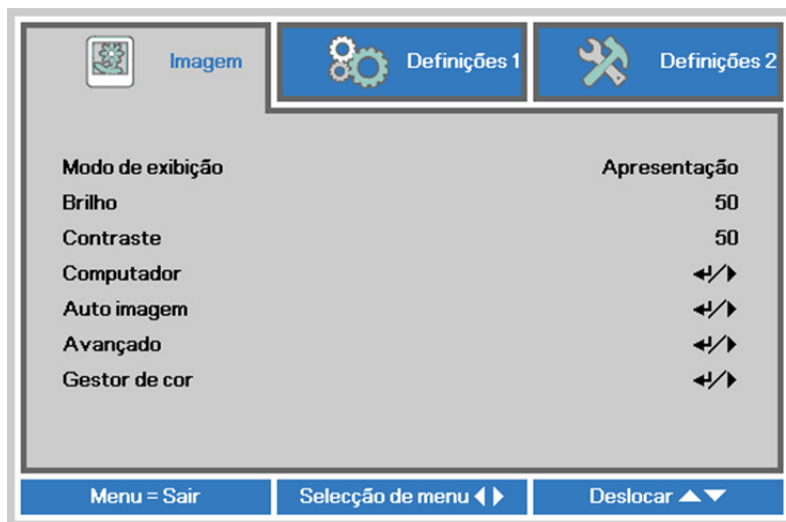 Imagem
Definições 1
Definições 2
Modo de exibição Apresentação
Brilho 50
Contraste 50
Computador ↵/▶
Auto imagem ↵/▶
Avançado ↵/▶
Gestor de cor ↵/▶
Menu = Sair
Selecção de menu ◀▶
Deslocar ▲▼